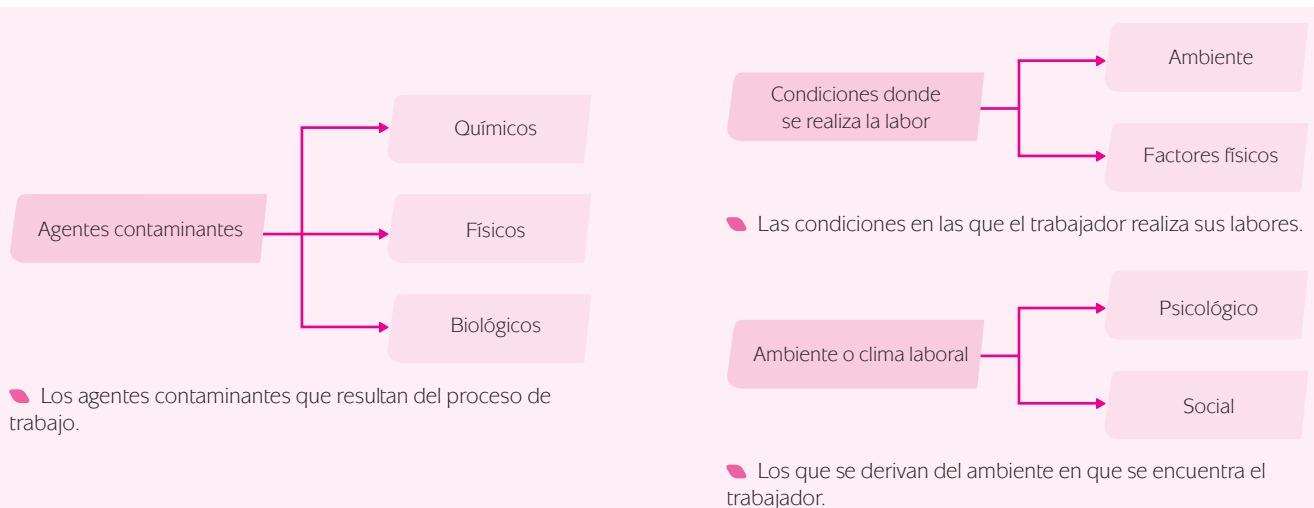 Agentes contaminantes
Químicos
Físicos
Biológicos
Los agentes contaminantes que resultan del proceso de
trabajo.
Condiciones donde
se realiza la labor
Ambiente
Factores físicos
Las condiciones en las que el trabajador realiza sus labores.
Ambiente o clima laboral
Psicológico
Social
Los que se derivan del ambiente en que se encuentra el
trabajador.